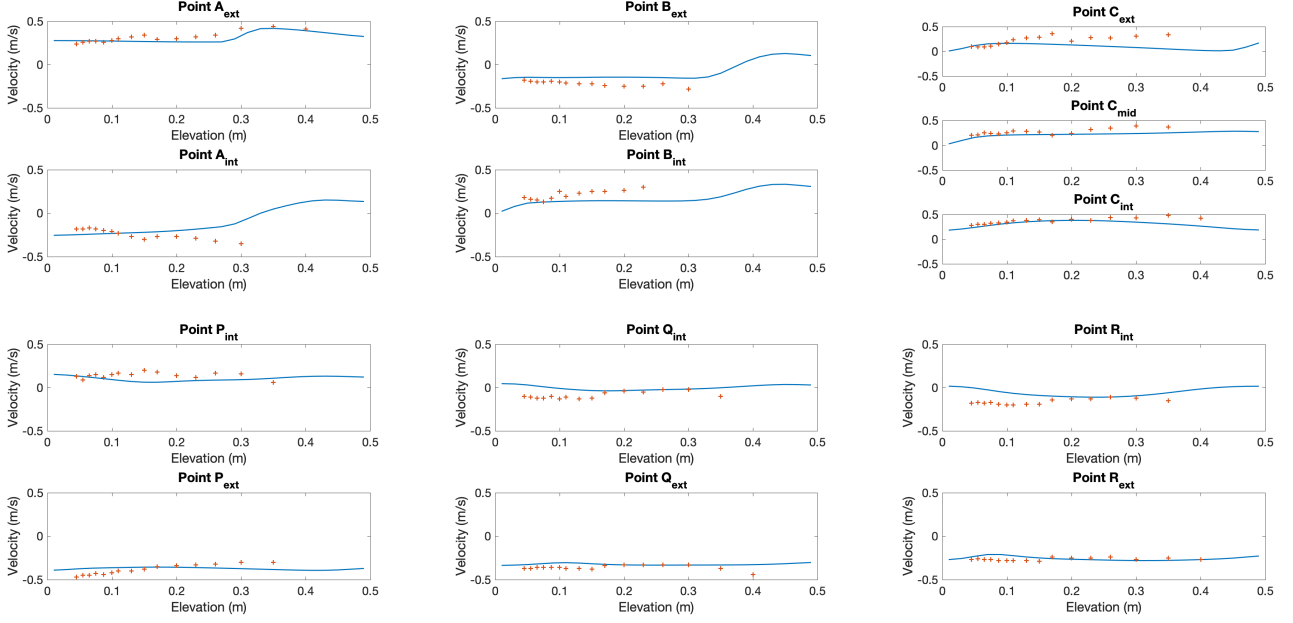 Point A ext
Velocity (m/s)
0.5
0
-0.5
0 0.1 0.2 0.3 0.4 0.5
Elevation (m)
Point A int
Velocity (m/s)
0.5
0
-0.5
0 0.1 0.2 0.3 0.4 0.5
Elevation (m)
Point B ext
Velocity (m/s)
0.5
0
-0.5
0 0.1 0.2 0.3 0.4 0.5
Elevation (m)
Point B int
Velocity (m/s)
0.5
0
-0.5
0 0.1 0.2 0.3 0.4 0.5
Elevation (m)
Point C ext
0.5
0
-0.5
0 0.1 0.2 0.3 0.4 0.5
Point C mid
0.5
0
-0.5
0 0.1 0.2 0.3 0.4 0.5
Point C int
0.5
0
-0.5
0 0.1 0.2 0.3 0.4 0.5
Elevation (m)
Point P int
Velocity (m/s)
0.5
0
-0.5
0 0.1 0.2 0.3 0.4 0.5
Elevation (m)
Point Q int
Velocity (m/s)
0.5
0
-0.5
0 0.1 0.2 0.3 0.4 0.5
Elevation (m)
Point R int
Velocity (m/s)
0.5
0
-0.5
0 0.1 0.2 0.3 0.4 0.5
Elevation (m)
Point P ext
Velocity (m/s)
0.5
0
-0.5
0 0.1 0.2 0.3 0.4 0.5
Elevation (m)
Point Q ext
Velocity (m/s)
0.5
0
-0.5
0 0.1 0.2 0.3 0.4 0.5
Elevation (m)
Point R ext
Velocity (m/s)
0.5
0
-0.5
0 0.1 0.2 0.3 0.4 0.5
Elevation (m)